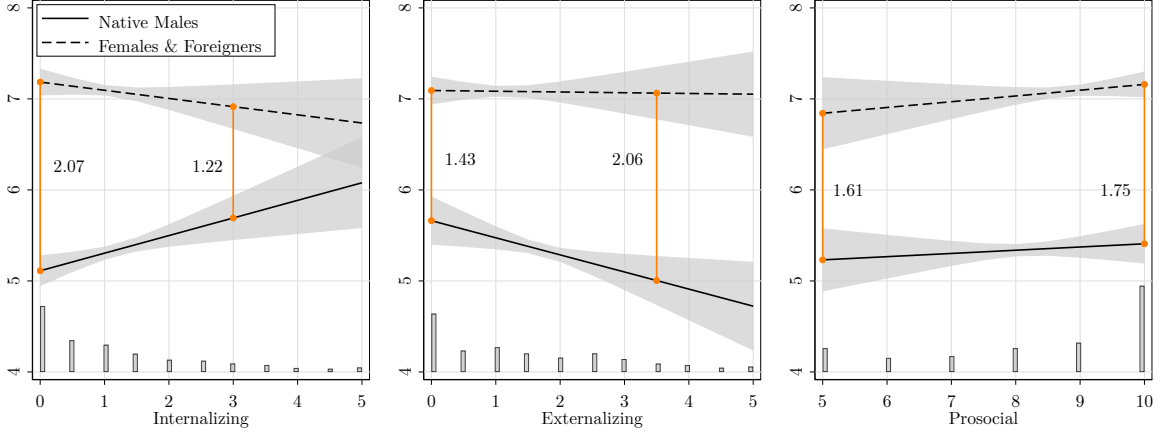 Native Males
Females & Foreigners
8
7
6
5
4
2.07
1.22
0 1 2 3 4 5
Internalizing
8
7
6
5
4
1.43
2.06
0 1 2 3 4 5
Externalizing
8
7
6
5
4
1.61
1.75
5 6 7 8 9 10
Prosocial